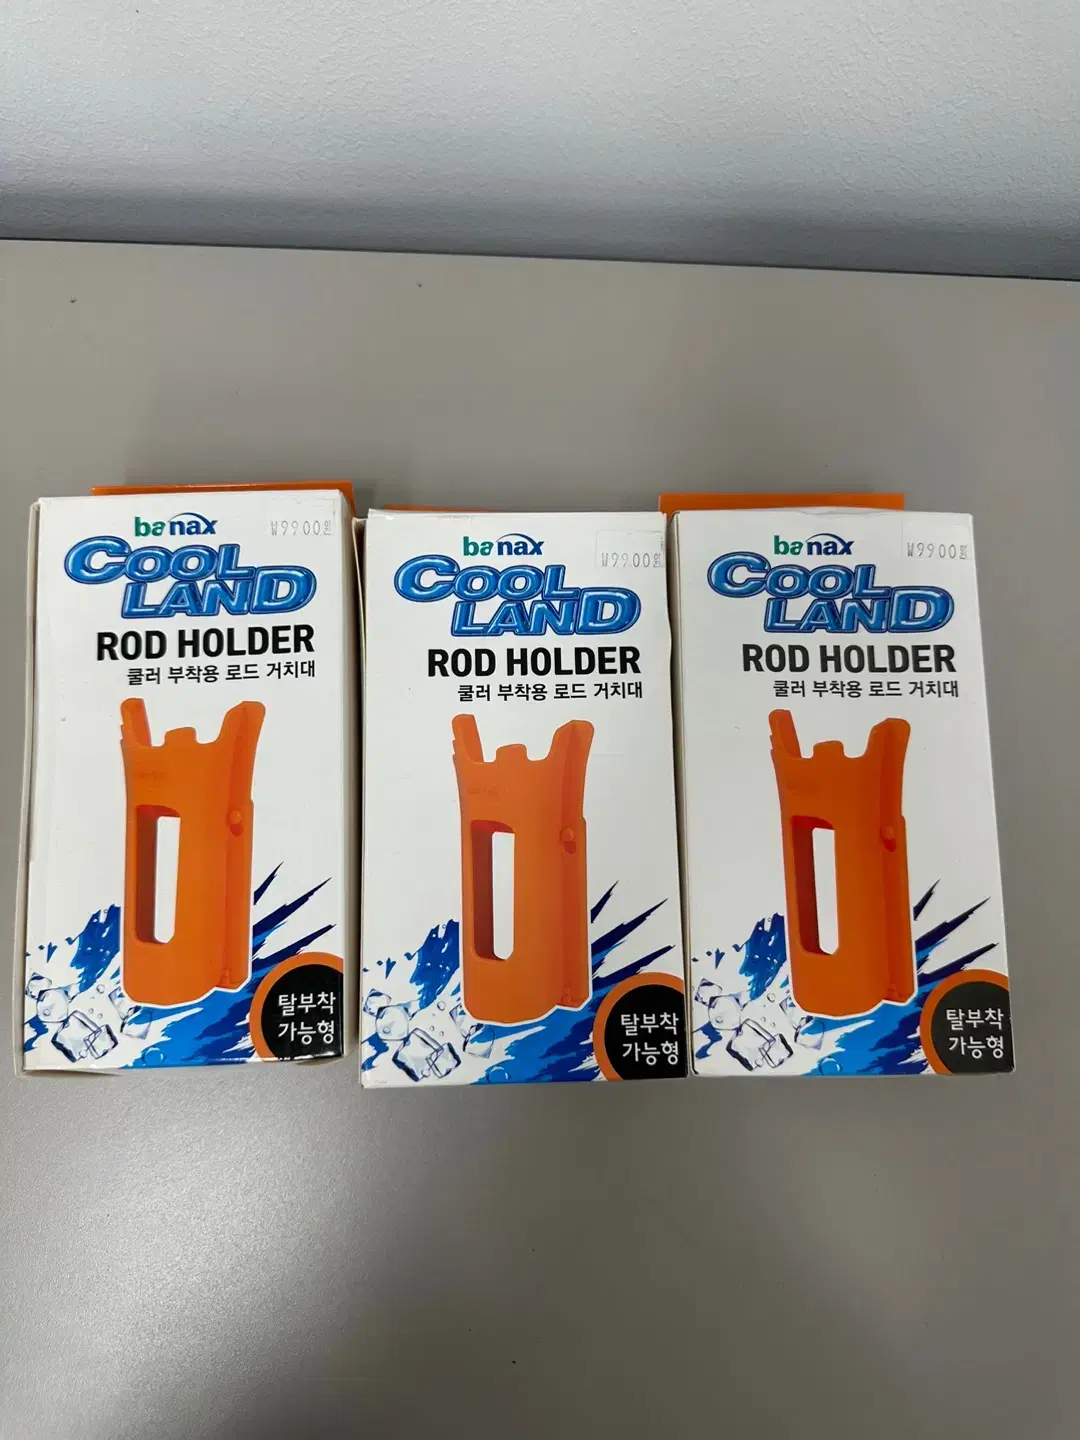 banax
₩9900원
COOL
LAND
ROD HOLDER
쿨러 부착용 로드 거치대
탈부착
가능형
banax
₩9900원
COOL
LAND
ROD HOLDER
쿨러 부착용 로드 거치대
탈부착
가능형
banax
₩9900원
COOL
LAND
ROD HOLDER
쿨러 부착용 로드 거치대
탈부착
가능형